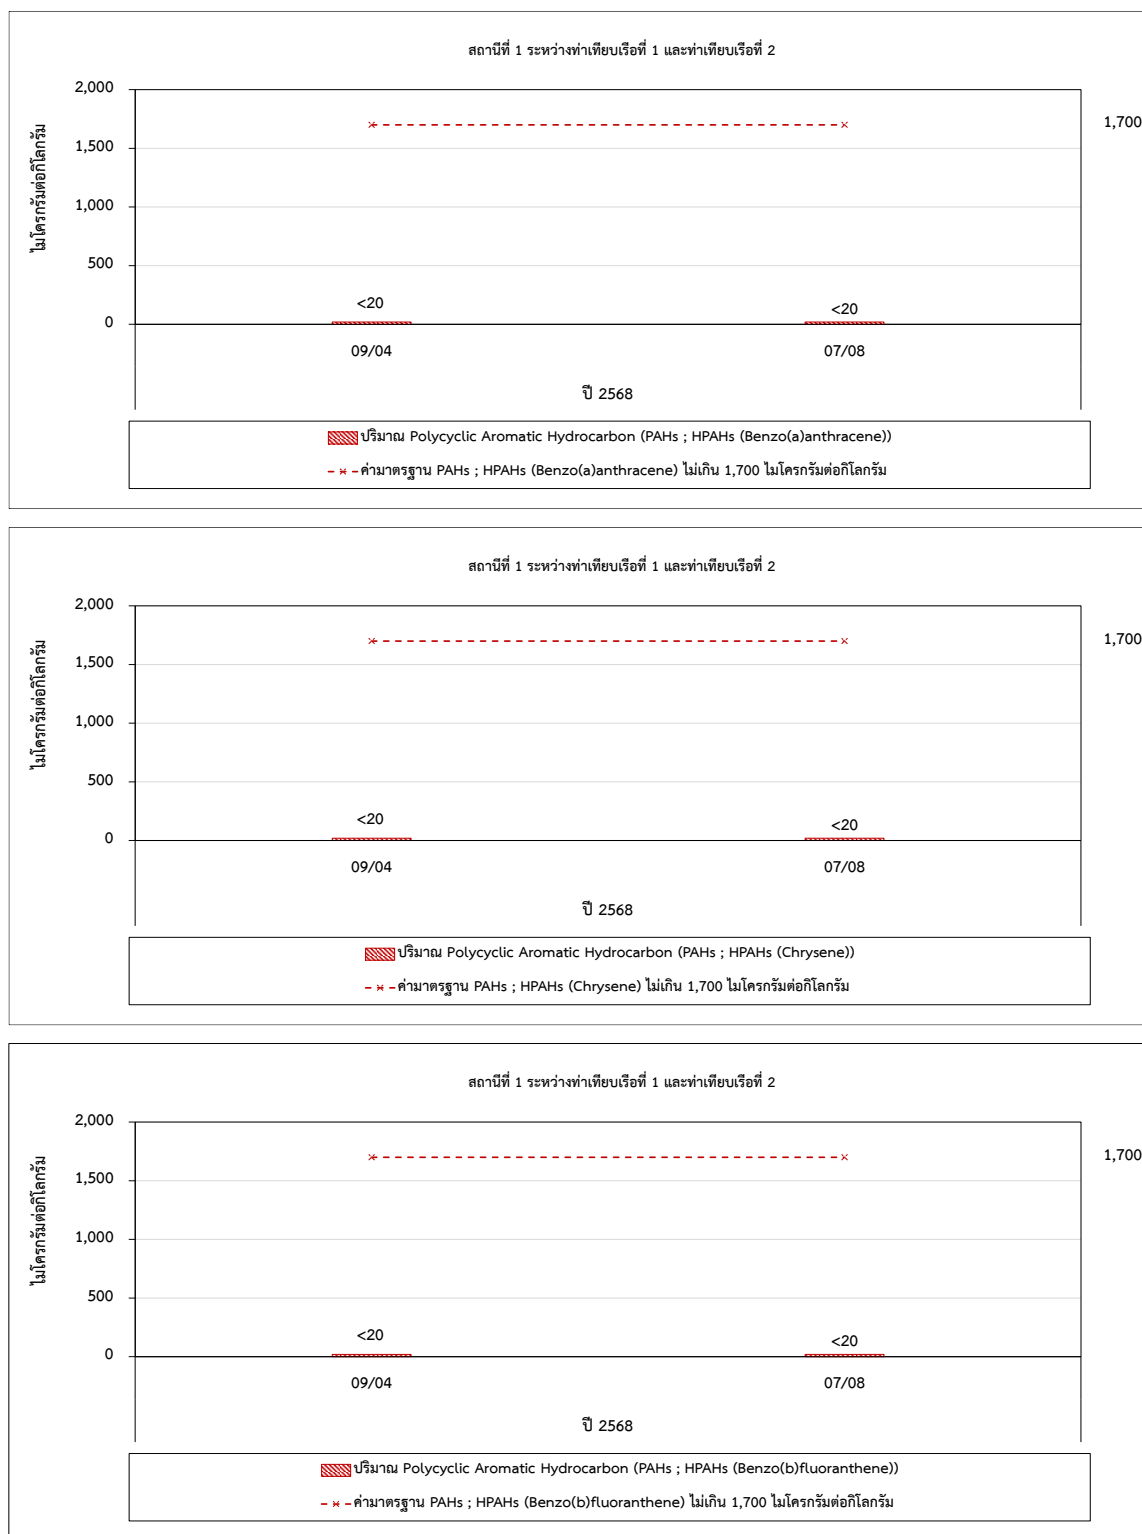 สถานีที่ 1 ระหว่างท่าเทียบเรือที่ 1 และท่าเทียบเรือที่ 2
ไมโครกรัมต่อกิโลกรัม
2,000
1,700
1,500
1,000
500
0
<20
<20
09/04
07/08
ปี 2568
ปริมาณ Polycyclic Aromatic Hydrocarbon (PAHs ; HPAHs (Benzo(a)anthracene))
ค่ามาตรฐาน PAHs ; HPAHs (Benzo(a)anthracene) ไม่เกิน 1,700 ไมโครกรัมต่อกิโลกรัม
สถานีที่ 1 ระหว่างท่าเทียบเรือที่ 1 และท่าเทียบเรือที่ 2
ไมโครกรัมต่อกิโลกรัม
2,000
1,700
1,500
1,000
500
0
<20
<20
09/04
07/08
ปี 2568
ปริมาณ Polycyclic Aromatic Hydrocarbon (PAHs ; HPAHs (Chrysene))
ค่ามาตรฐาน PAHs ; HPAHs (Chrysene) ไม่เกิน 1,700 ไมโครกรัมต่อกิโลกรัม
สถานีที่ 1 ระหว่างท่าเทียบเรือที่ 1 และท่าเทียบเรือที่ 2
ไมโครกรัมต่อกิโลกรัม
2,000
1,700
1,500
1,000
500
0
<20
<20
09/04
07/08
ปี 2568
ปริมาณ Polycyclic Aromatic Hydrocarbon (PAHs ; HPAHs (Benzo(b)fluoranthene))
ค่ามาตรฐาน PAHs ; HPAHs (Benzo(b)fluoranthene) ไม่เกิน 1,700 ไมโครกรัมต่อกิโลกรัม